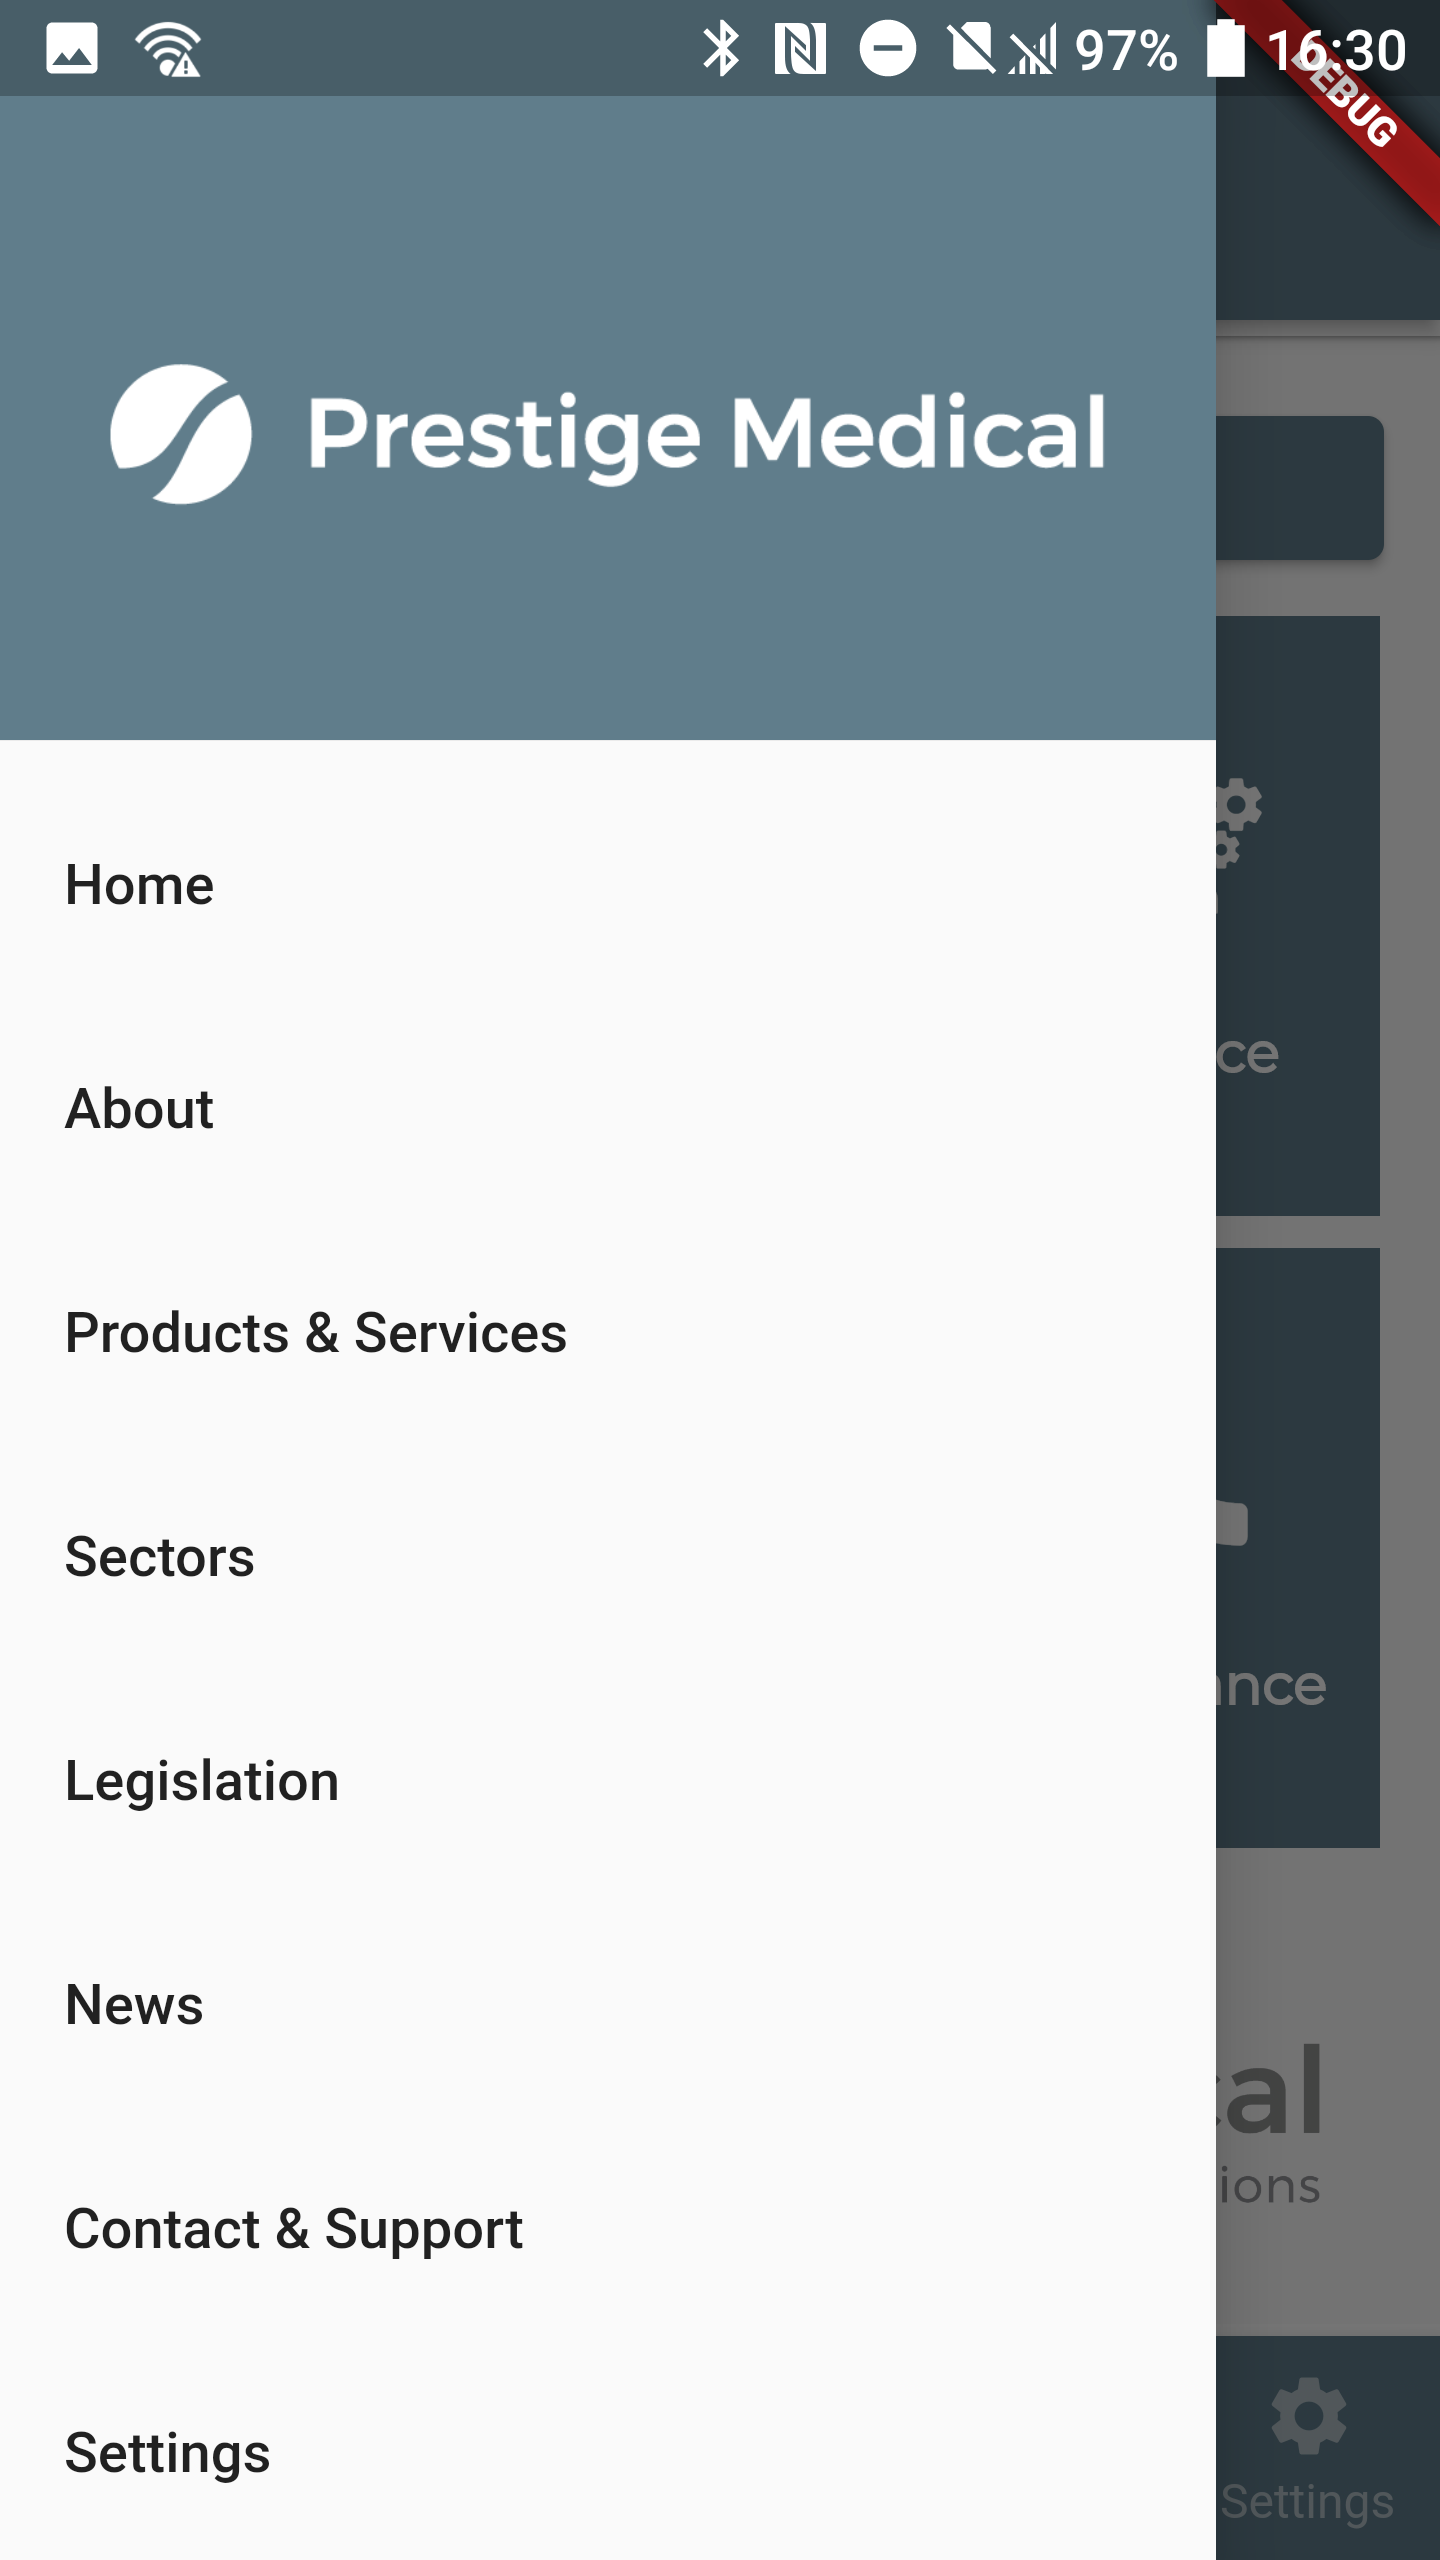 97% 16:30
DEBUG
Prestige Medical
Home
About
ce
Products & Services
Sectors
nce
Legislation
News
cal
ions
Contact & Support
Settings
Settings